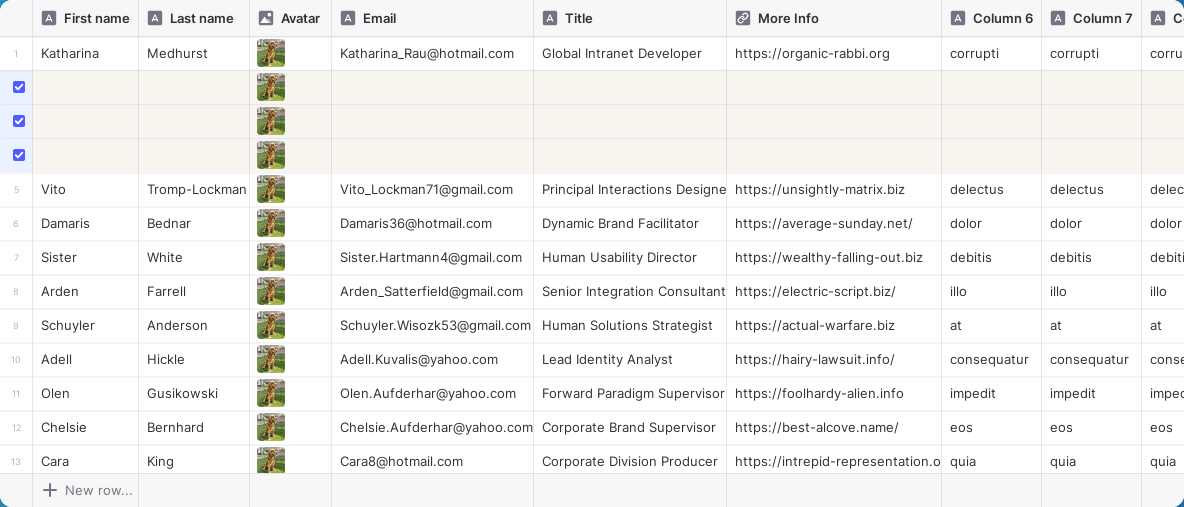 First name Last name Avatar Email Title More Info Column 6 Column 7
1 Katharina Medhurst Katharina_Rau@hotmail.com Global Intranet Developer https://organic-rabbi.org corrupti corrupti corru
5 Vito Tromp-Lockman Vito_Lockman71@gmail.com Principal Interactions Designe https://unsightly-matrix.biz delectus delectus delec
6 Damaris Bednar Damaris36@hotmail.com Dynamic Brand Facilitator https://average-sunday.net/ dolor dolor dolor
7 Sister White Sister.Hartmann4@gmail.com Human Usability Director https://wealthy-falling-out.biz debitis debitis debiti
8 Arden Farrell Arden_Satterfield@gmail.com Senior Integration Consultant https://electric-script.biz/ illo illo illo
9 Schuyler Anderson Schuyler.Wisozk53@gmail.com Human Solutions Strategist https://actual-warfare.biz at at at
10 Adell Hickle Adell.Kuvalis@yahoo.com Lead Identity Analyst https://hairy-lawsuit.info/ consequatur consequatur conse
11 Olen Gusikowski Olen.Aufderhar@yahoo.com Forward Paradigm Supervisor https://foolhardy-alien.info impedit impedit imped
12 Chelsie Bernhard Chelsie.Aufderhar@yahoo.com Corporate Brand Supervisor https://best-alcove.name/ eos eos eos
13 Cara King Cara8@hotmail.com Corporate Division Producer https://intrepid-representation.o quia quia quia
New row...